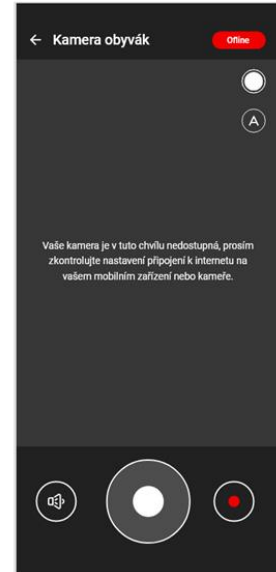 Kamera obyvák
Ofline
A
Vaše kamera je v tuto chvílu nedostupná, prosím
zkontrolujte nastavení připojení k internetu na
vašem mobilním zařízení nebo kameře.